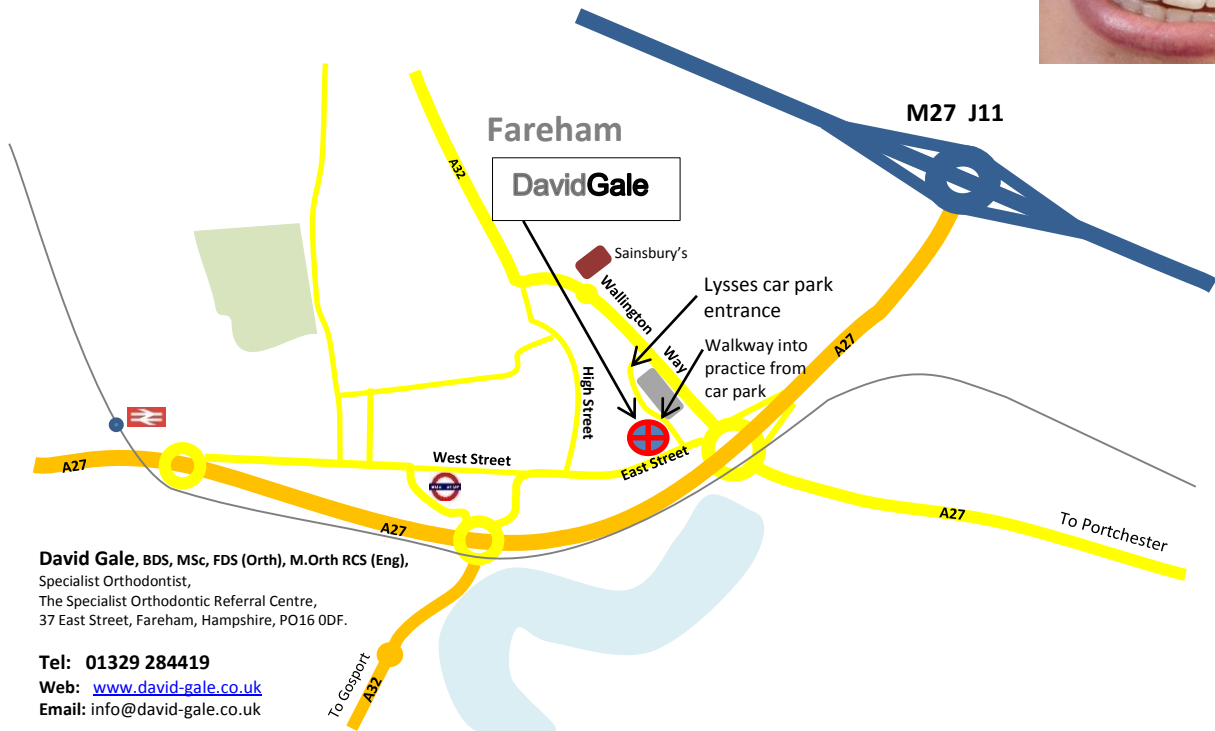 M27 J11
Fareham
A32
DavidGale
Sainsbury's
Wallington
Way
Lysses car park
entrance
Walkway into
practice from
car park
A27
High Street
West Street
East Street
A27
A27
A27
To Portchester
David Gale, BDS, MSc, FDS (Orth), M.Orth RCS (Eng),
Specialist Orthodontist,
The Specialist Orthodontic Referral Centre,
37 East Street, Fareham, Hampshire, PO16 0DF.
Tel: 01329 284419
Web: www.david-gale.co.uk
Email: info@david-gale.co.uk
To Gosport
A32